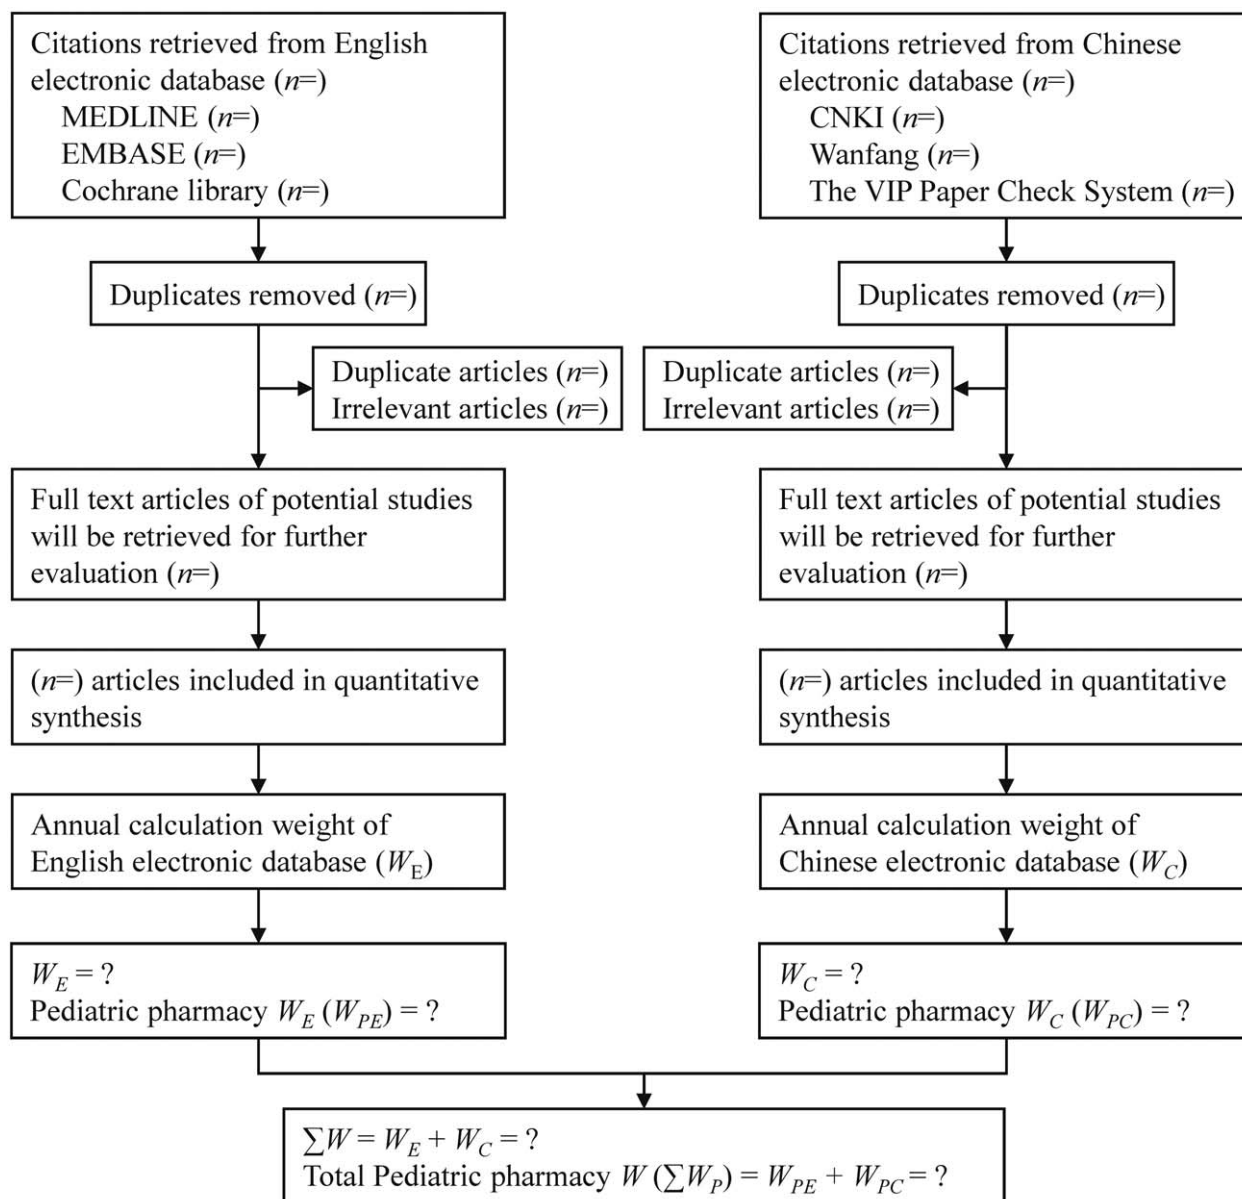 Citations retrieved from English
electronic database (n=)
MEDLINE (n=)
EMBASE (n=)
Cochrane library (n=)
Duplicates removed (n=)
Duplicate articles (n=)
Irrelevant articles (n=)
Full text articles of potential studies
will be retrieved for further
evaluation (n=)
(n=) articles included in quantitative
synthesis
Annual calculation weight of
English electronic database (W_E)
W_E = ?
Pediatric pharmacy W_E (W_PE) = ?
Citations retrieved from Chinese
electronic database (n=)
CNKI (n=)
Wanfang (n=)
The VIP Paper Check System (n=)
Duplicates removed (n=)
Duplicate articles (n=)
Irrelevant articles (n=)
Full text articles of potential studies
will be retrieved for further
evaluation (n=)
(n=) articles included in quantitative
synthesis
Annual calculation weight of
Chinese electronic database (W_C)
W_C = ?
Pediatric pharmacy W_C (W_PC) = ?
∑W = W_E + W_C = ?
Total Pediatric pharmacy W (∑W_P) = W_PE + W_PC = ?